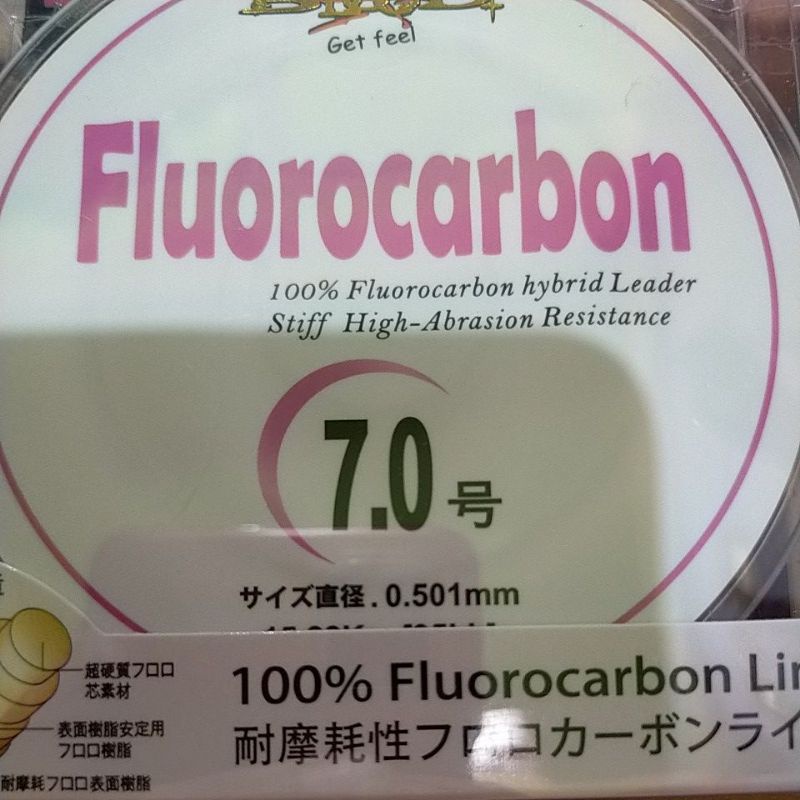 Get feel
Fluorocarbon
100% Fluorocarbon hybrid Leader
Stiff High-Abrasion Resistance
7.0号
サイズ直径.0.501mm
超硬質フロロ
芯素材
表面樹脂安定用
フロロ樹脂
耐摩耗フロロ表面樹脂
100% Fluorocarbon
耐摩耗性フロロカーボンライ